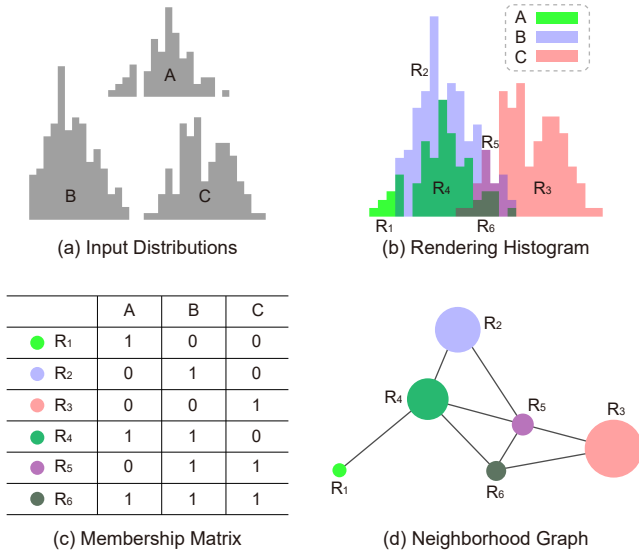 A
B
C
(a) Input Distributions
A
B
C
R2
R5
R4
R3
R1
R6
(b) Rendering Histogram
A B C
R1 1 0 0
R2 0 1 0
R3 0 0 1
R4 1 1 0
R5 0 1 1
R6 1 1 1
(c) Membership Matrix
R2
R4
R5
R3
R1
R6
(d) Neighborhood Graph